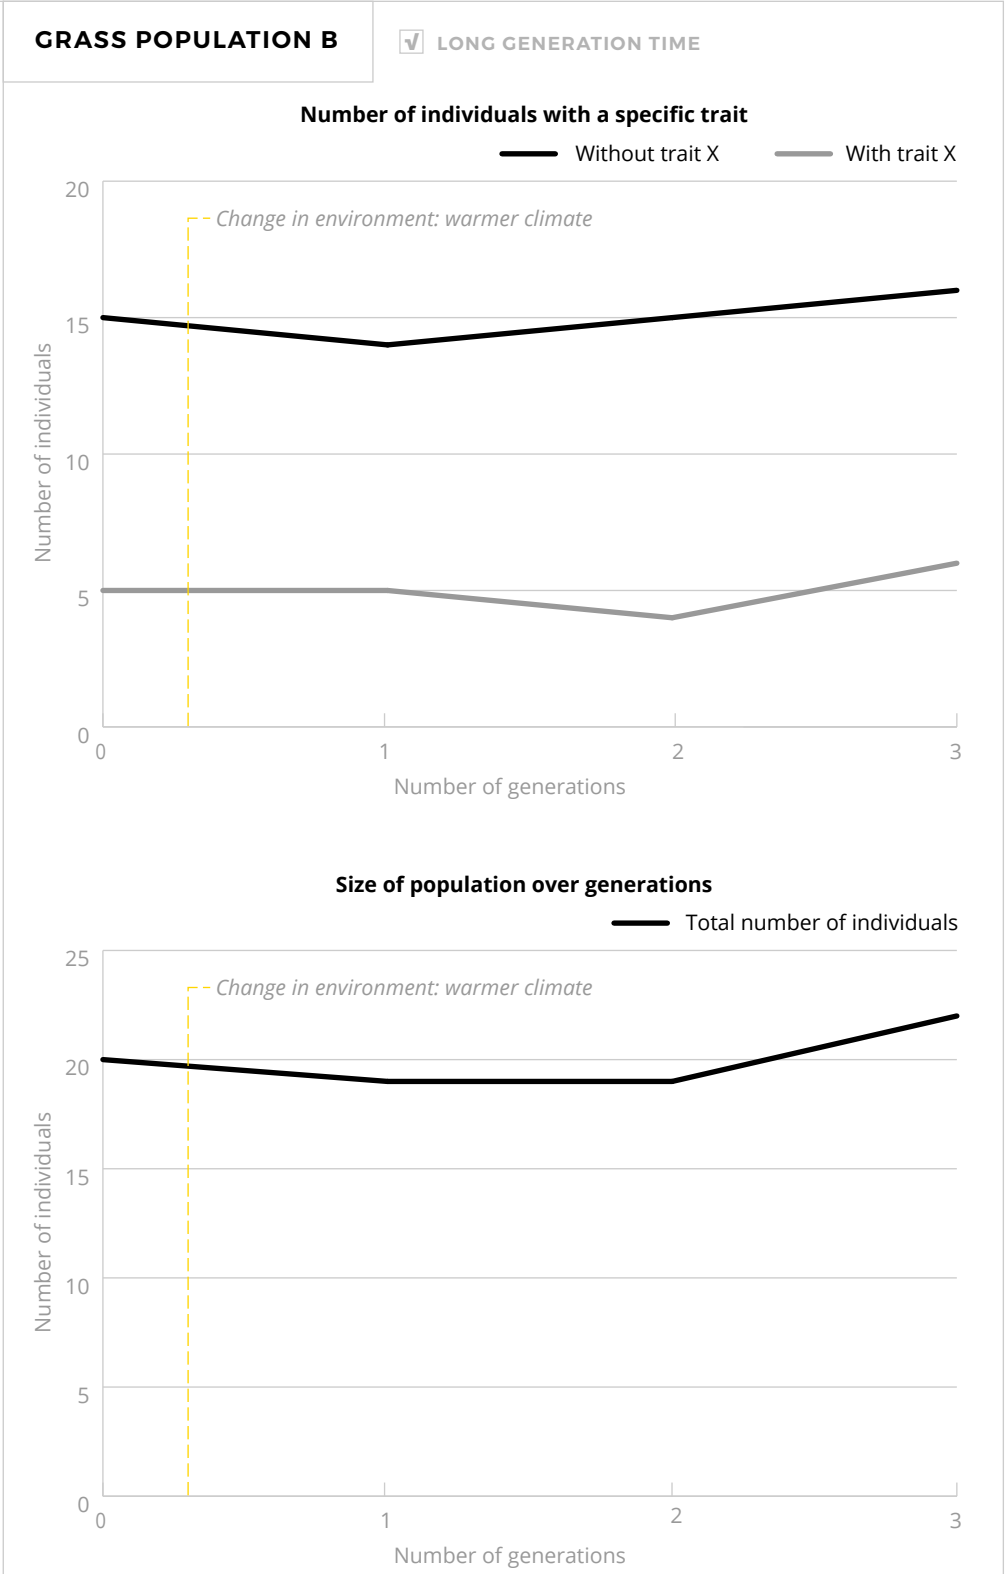 GRASS POPULATION B
LONG GENERATION TIME
Number of individuals with a specific trait
Without trait X
With trait X
20
Change in environment: warmer climate
15
10
5
0
Number of individuals
0 1 2 3
Number of generations
Size of population over generations
Total number of individuals
25
Change in environment: warmer climate
20
15
10
5
0
Number of individuals
0 1 2 3
Number of generations